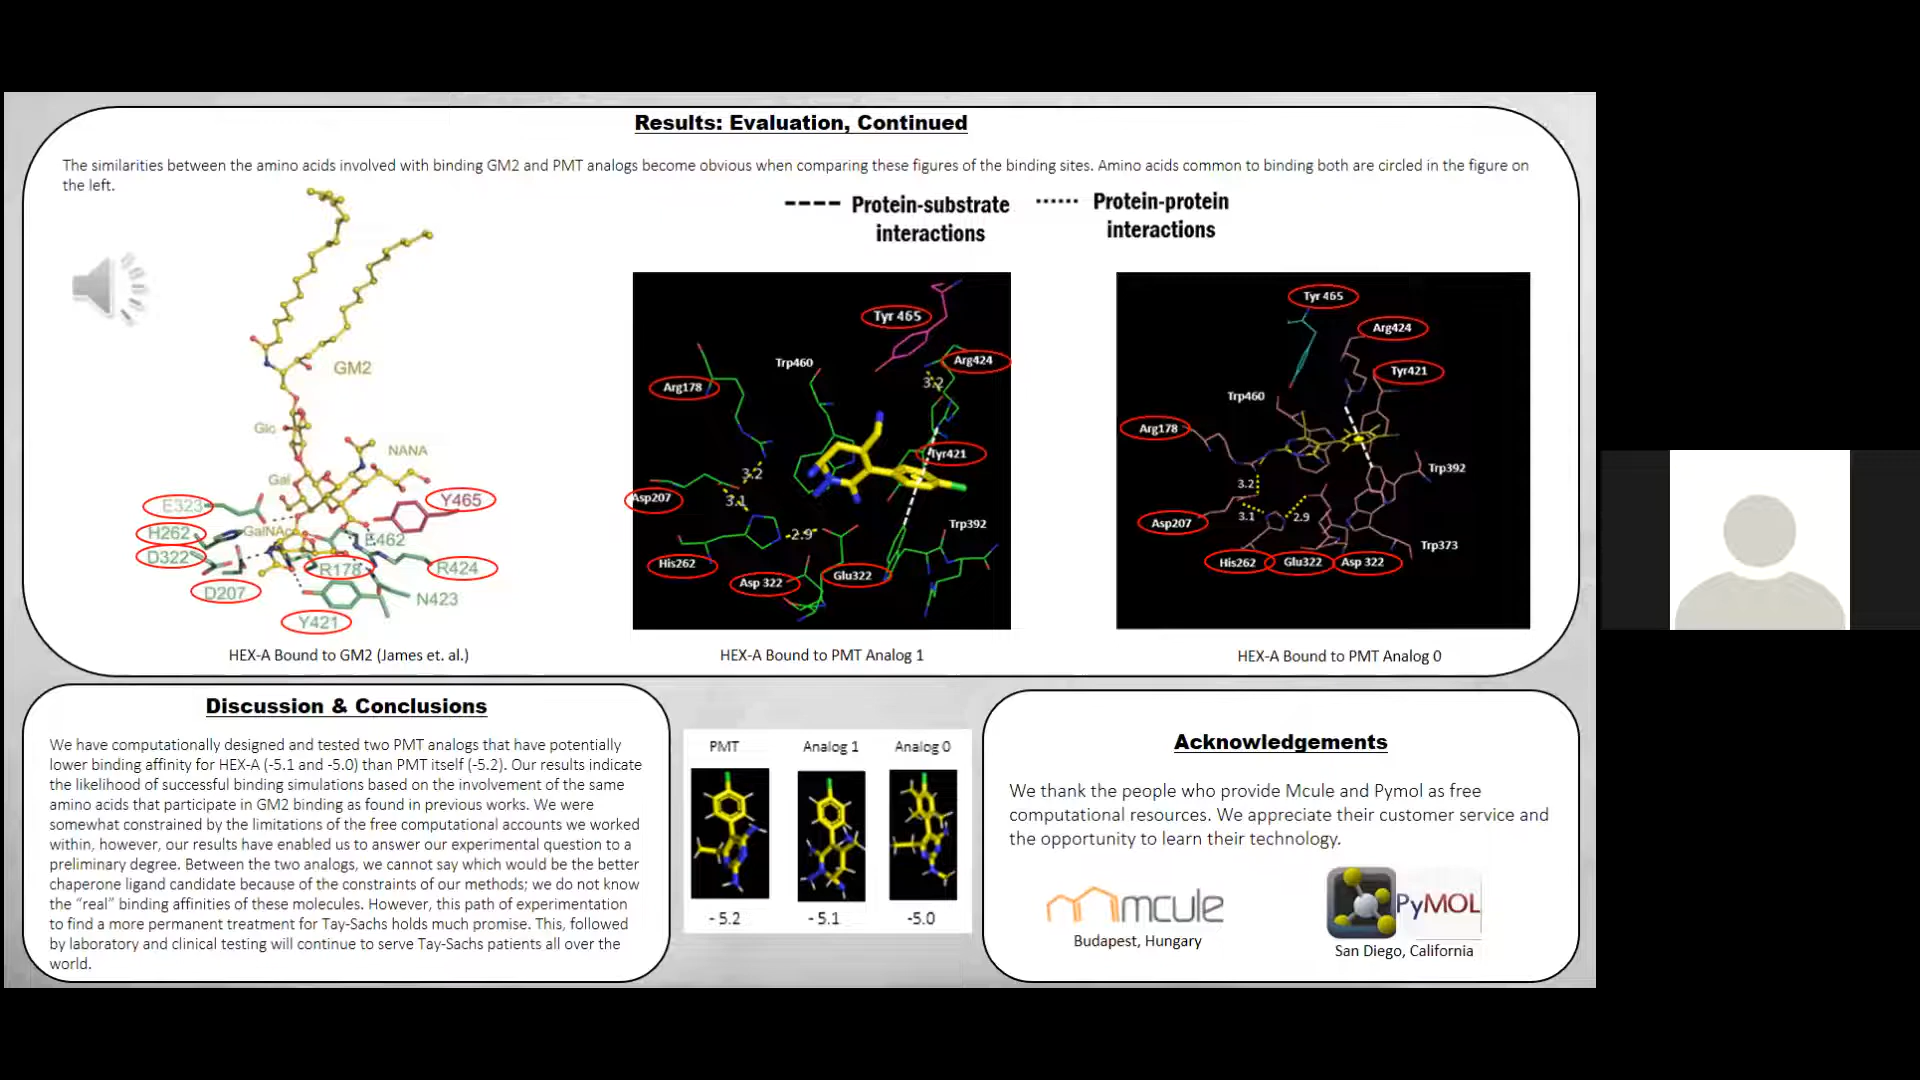 Results: Evaluation, Continued
The similarities between the amino acids involved with binding GM2 and PMT analogs become obvious when comparing these figures of the binding sites. Amino acids common to binding both are circled in the figure on
the left.
Protein-substrate
interactions
Protein-protein
interactions
GM2
Glc
NANA
Gal
E323
Y465
H262
GalNAc
E462
D322
R178
R424
D207
N423
Y421
HEX-A Bound to GM2 (James et. al.)
Tyr 465
Trp460
Arg424
3.2
Arg178
Tyr421
3.2
Asp207
3.1
Trp392
2.9
His262
Glu322
Asp 322
HEX-A Bound to PMT Analog 1
Tyr 465
Arg424
Tyr421
Trp460
Arg178
Trp392
3.2
Asp207
3.1
2.9
Trp373
His262
Glu322
Asp 322
HEX-A Bound to PMT Analog 0
Discussion & Conclusions
We have computationally designed and tested two PMT analogs that have potentially
lower binding affinity for HEX-A (-5.1 and -5.0) than PMT itself (-5.2). Our results indicate
the likelihood of successful binding simulations based on the involvement of the same
amino acids that participate in GM2 binding as found in previous works. We were
somewhat constrained by the limitations of the free computational accounts we worked
within, however, our results have enabled us to answer our experimental question to a
preliminary degree. Between the two analogs, we cannot say which would be the better
chaperone ligand candidate because of the constraints of our methods; we do not know
the “real” binding affinities of these molecules. However, this path of experimentation
to find a more permanent treatment for Tay-Sachs holds much promise. This, followed
by laboratory and clinical testing will continue to serve Tay-Sachs patients all over the
world.
PMT
Analog 1
Analog 0
- 5.2
- 5.1
-5.0
Acknowledgements
We thank the people who provide Mcule and Pymol as free
computational resources. We appreciate their customer service and
the opportunity to learn their technology.
mcule
Budapest, Hungary
PyMOL
San Diego, California